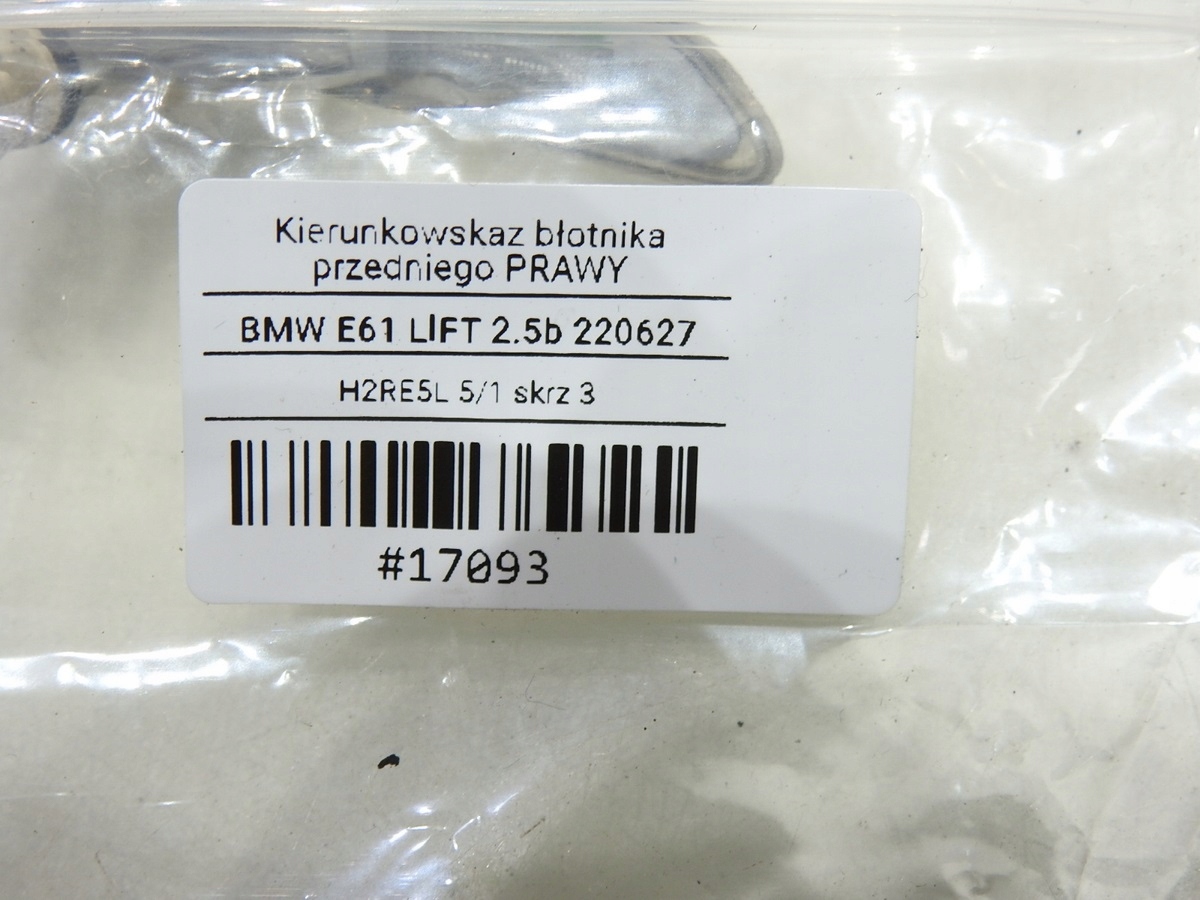 Kierunkowskaz błotnika
przedniego PRAWY
BMW E61 LIFT 2.5b 220627
H2RE5L 5/1 skrz 3
#17093